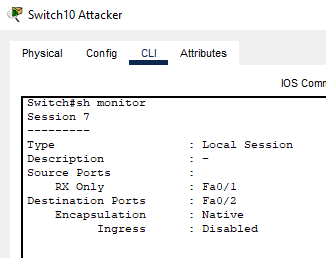 Switch10 Attacker
Physical Config CLI Attributes
IOS Comm
Switch#sh monitor
Session 7
---------
Type : Local Session
Description : -
Source Ports :
RX Only : Fa0/1
Destination Ports : Fa0/2
Encapsulation : Native
Ingress : Disabled